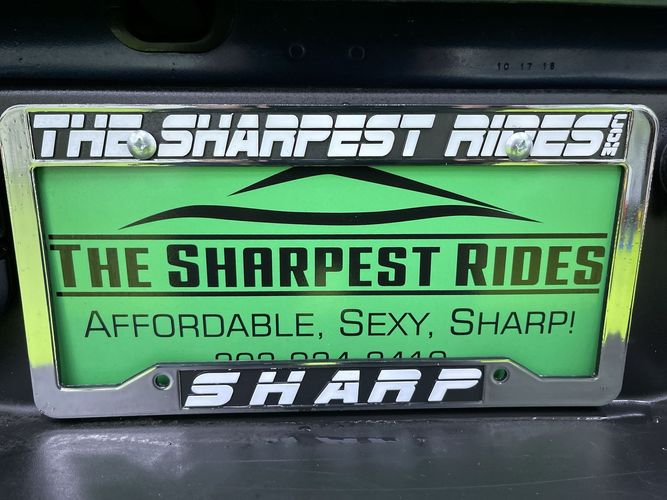 10 17 18
THE SHARPEST RIDES.COM
THE SHARPEST RIDES
AFFORDABLE, SEXY, SHARP!
SHARP